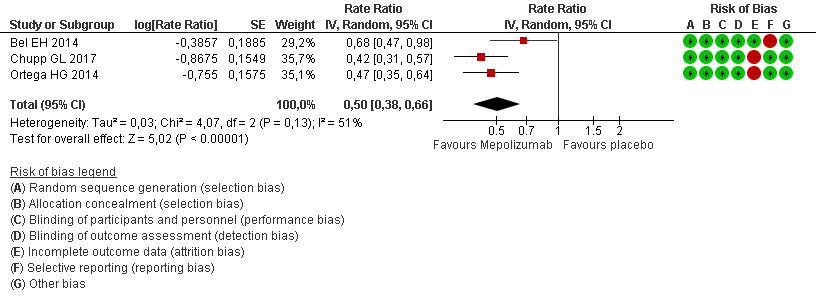 Rate Ratio Rate Ratio Risk of Bias
Study or Subgroup log[Rate Ratio] SE Weight IV, Random, 95% CI IV, Random, 95% CI A B C D E F G
Bel EH 2014 -0,3857 0,1885 29,2% 0,68 [0,47, 0,98]
Chupp GL 2017 -0,8675 0,1549 35,7% 0,42 [0,31, 0,57]
Ortega HG 2014 -0,755 0,1575 35,1% 0,47 [0,35, 0,64]
Total (95% CI) 100,0% 0,50 [0,38, 0,66]
Heterogeneity: Tau² = 0,03; Chi² = 4,07, df = 2 (P = 0,13); I² = 51%
Test for overall effect: Z = 5,02 (P < 0.00001)
0.5 0.7 1 1.5 2
Favours Mepolizumab Favours placebo
Risk of bias legend
(A) Random sequence generation (selection bias)
(B) Allocation concealment (selection bias)
(C) Blinding of participants and personnel (performance bias)
(D) Blinding of outcome assessment (detection bias)
(E) Incomplete outcome data (attrition bias)
(F) Selective reporting (reporting bias)
(G) Other bias